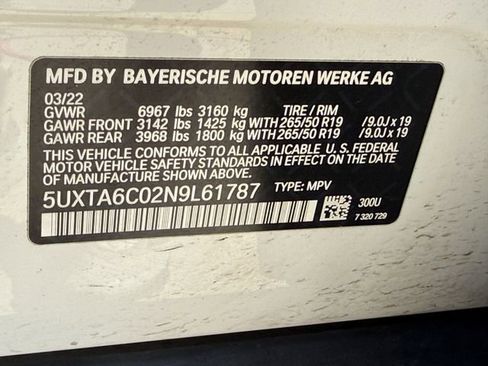 MFD BY BAYERISCHE MOTOREN WERKE AG
03/22
GVWR 6967 lbs 3160 kg TIRE / RIM
GAWR FRONT 3142 lbs 1425 kg WITH 265/50 R19 /9.0J x 19
GAWR REAR 3968 lbs 1800 kg WITH 265/50 R19 /9.0J x 19
THIS VEHICLE CONFORMS TO ALL APPLICABLE U. S. FEDERAL
MOTOR VEHICLE SAFETY STANDARDS IN EFFECT ON THE DATE OF
MANUFACTURE SHOWN ABOVE.
5UXTA6C02N9L61787 TYPE: MPV
300U
7 320 729